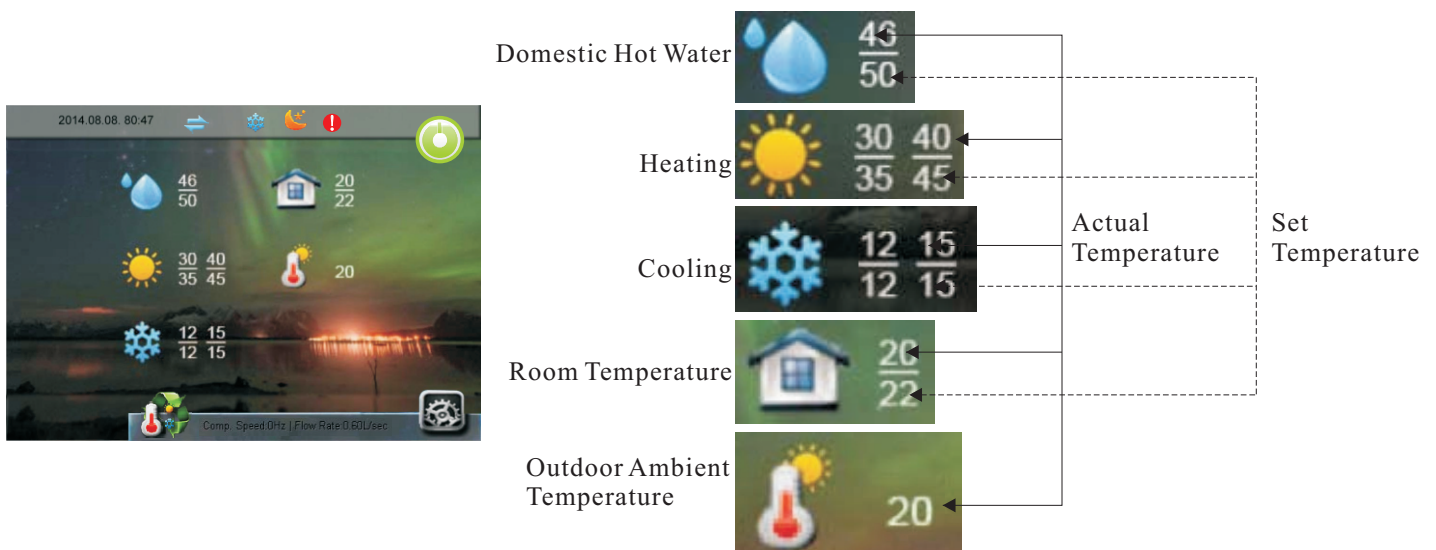 2014.08.08. 80:47
46
50
20
22
30 40
35 45
20
12 15
12 15
Comp. Speed:0Hz | Flow Rate:0.60L/sec
Domestic Hot Water
46
50
Heating
30 40
35 45
Cooling
12 15
12 15
Room Temperature
20
22
Outdoor Ambient
Temperature
20
Actual
Temperature
Set
Temperature